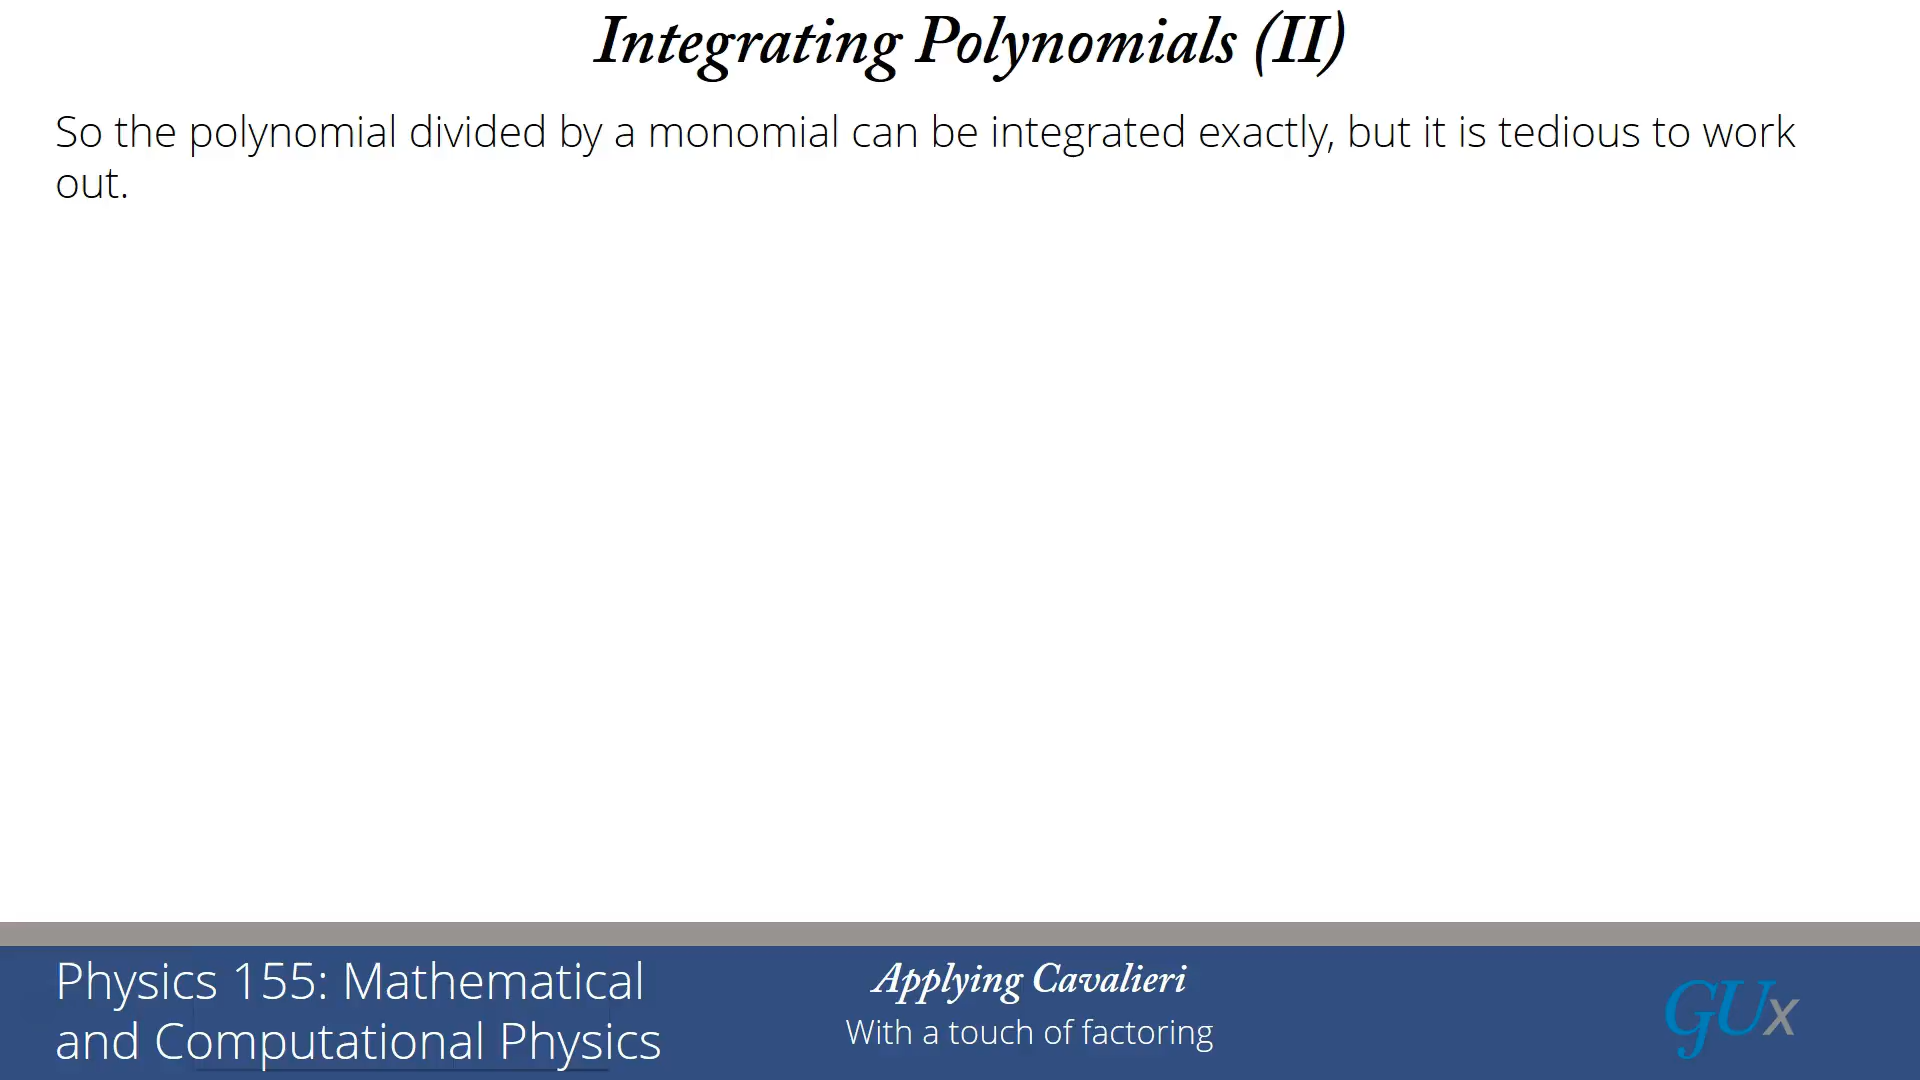 Integrating Polynomials (II)
So the polynomial divided by a monomial can be integrated exactly, but it is tedious to work
out.
Physics 155: Mathematical
and Computational Physics
Applying Cavalieri
With a touch of factoring
GUx